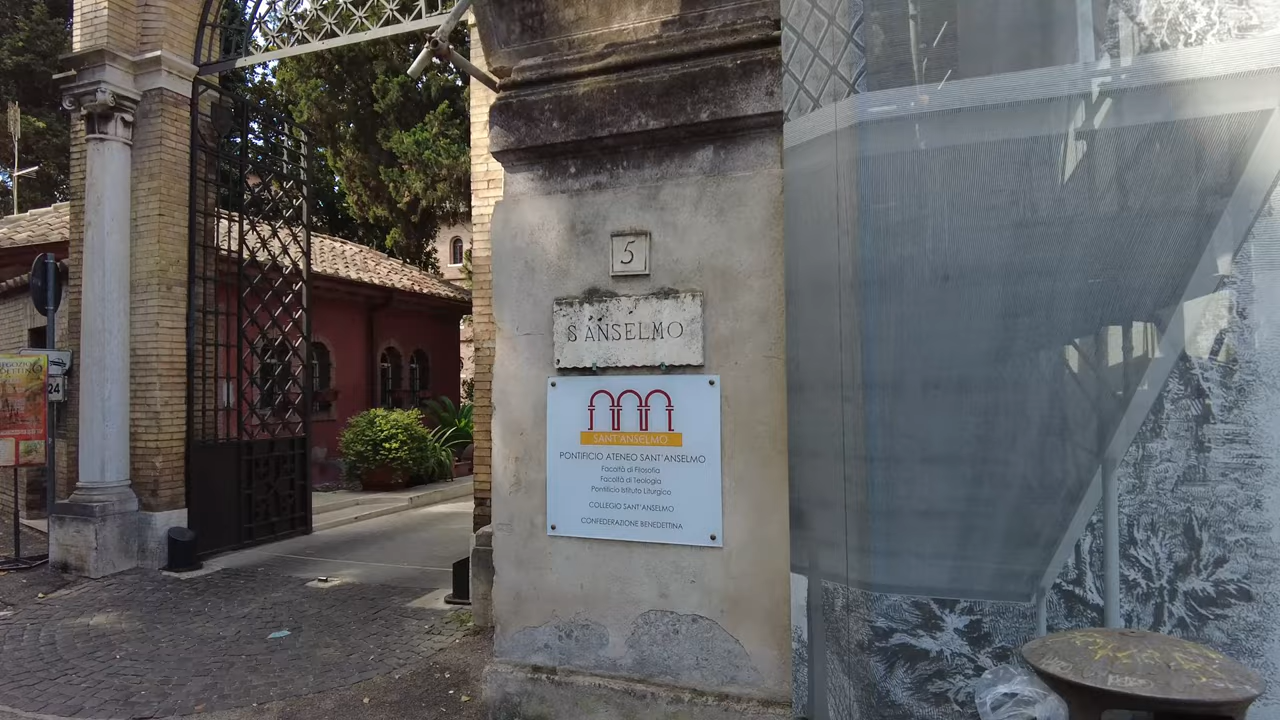 5
S ANSELMO
SANT'ANSELMO
PONTIFICIO ATENEO SANT'ANSELMO
Facoltà di Filosofia
Facoltà di Teologia
Pontificio Istituto Liturgico
COLLEGIO SANT'ANSELMO
CONFEDERAZIONE BENEDETTINA
24